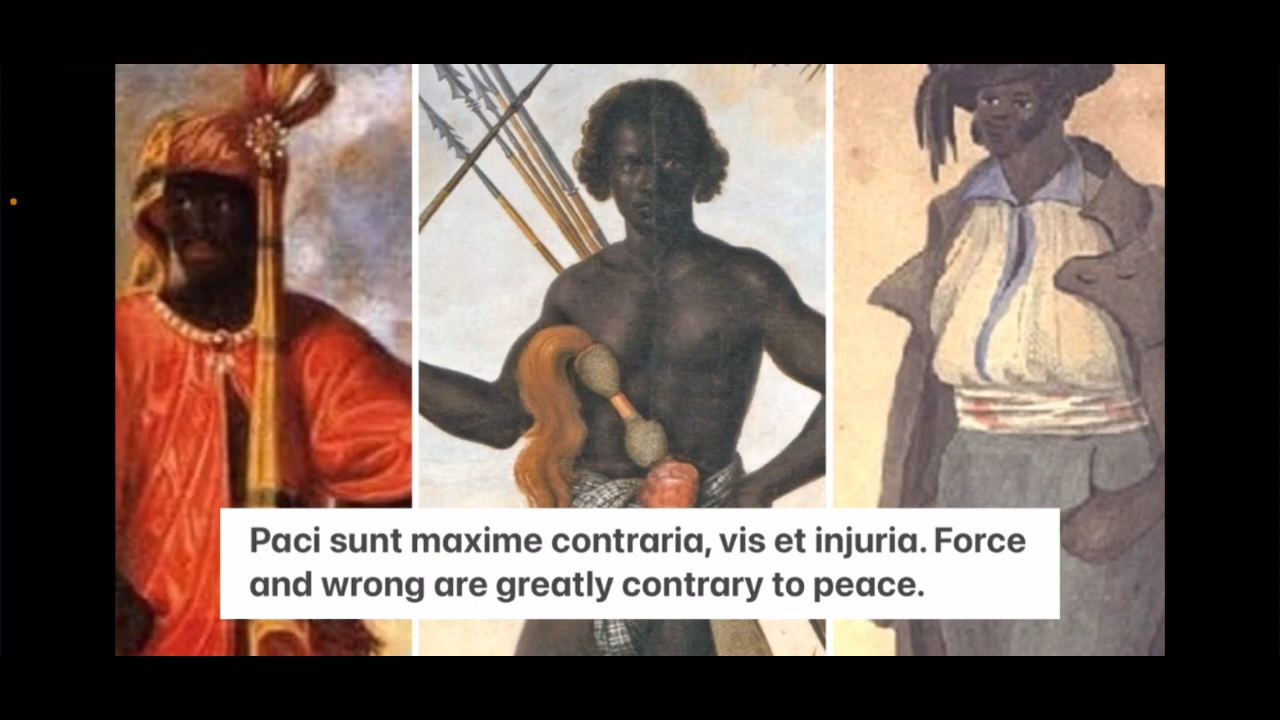 Paci sunt maxime contraria, vis et injuria. Force
and wrong are greatly contrary to peace.